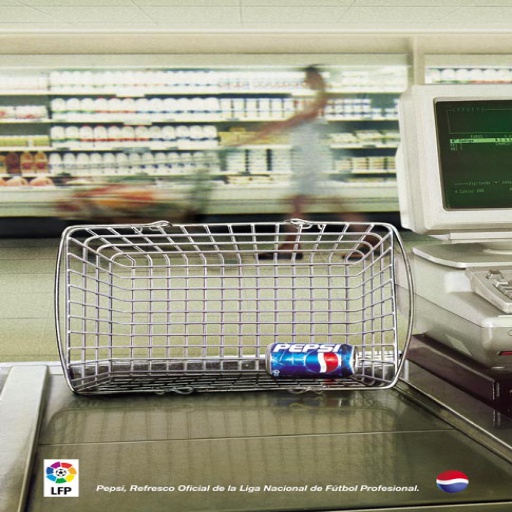 PEPSI
LFP
Pepsi, Refresco Oficial de la Liga Nacional de Fútbol Profesional.